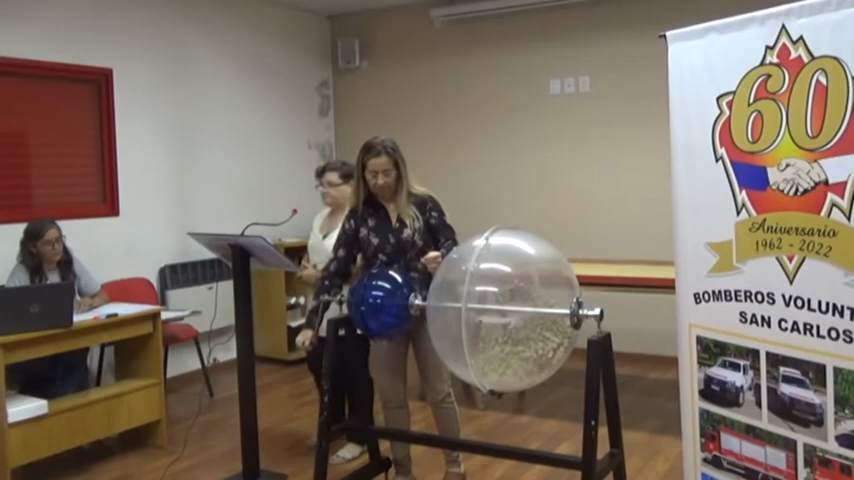 60
Aniversario
1962 - 2022
BOMBEROS VOLUNT
SAN CARLOS